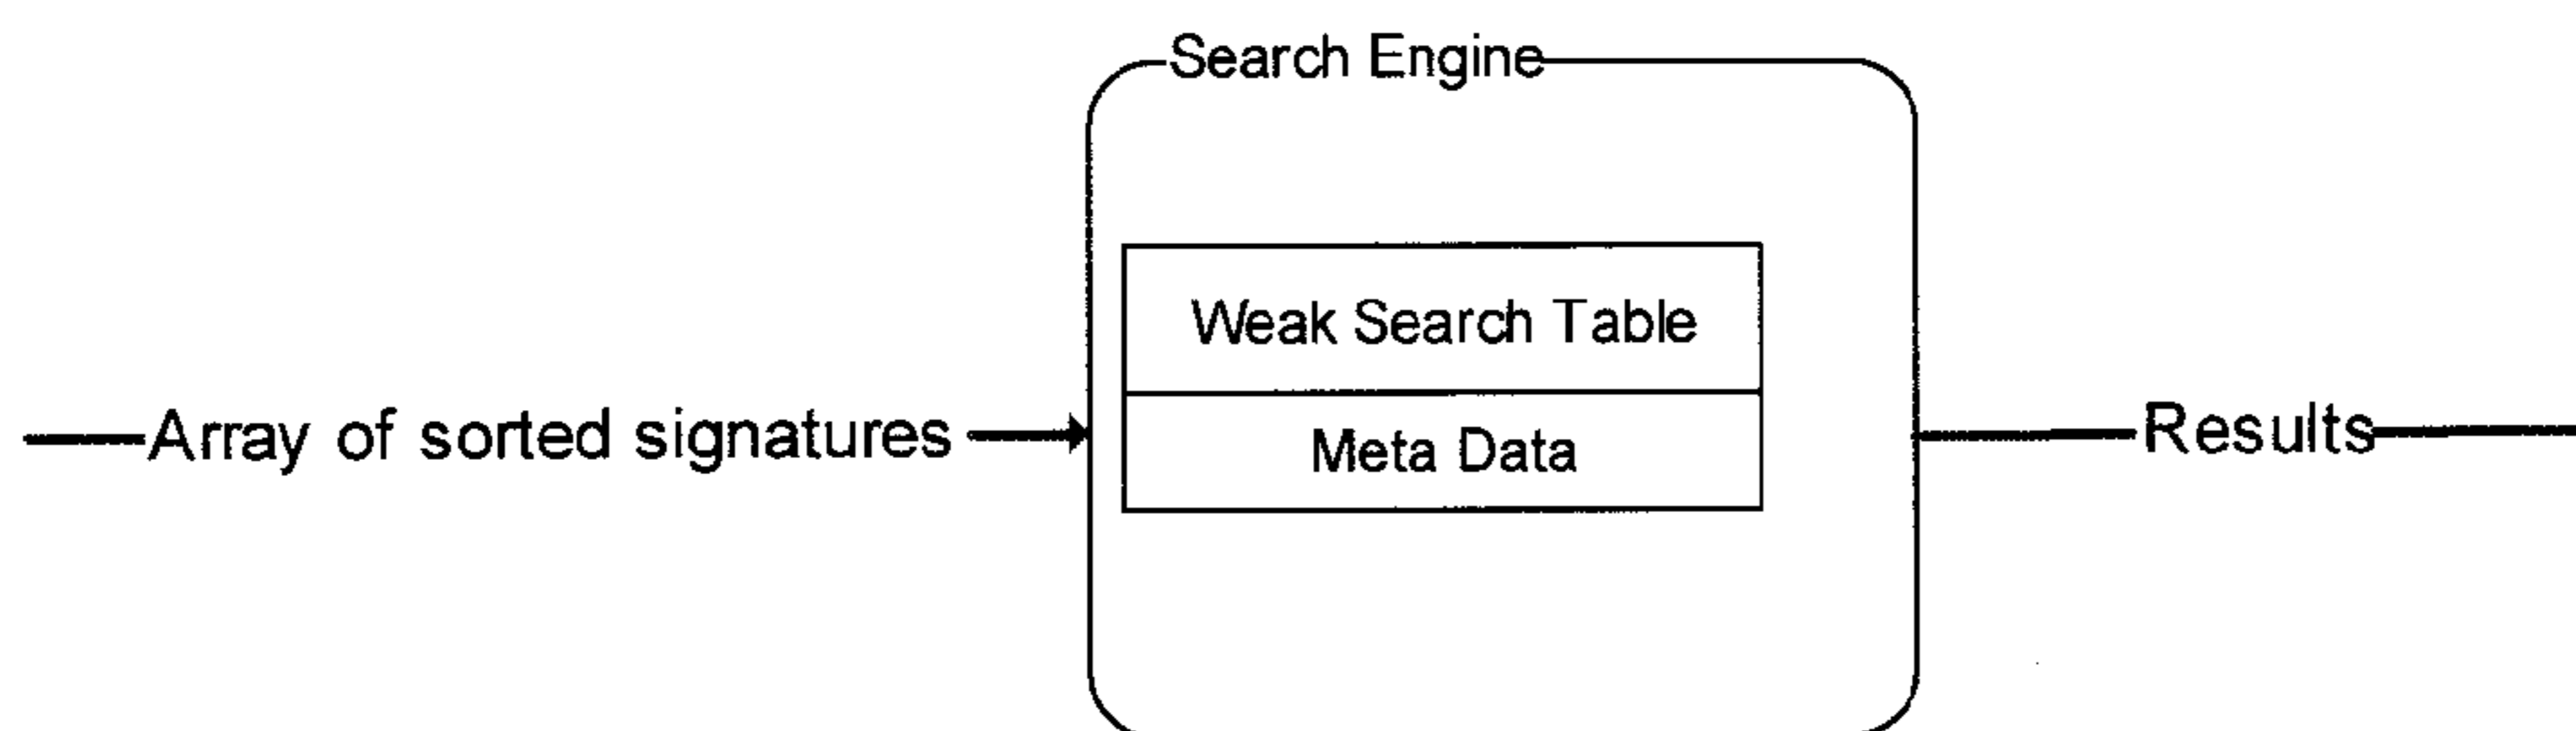 Search Engine
Weak Search Table
Array of sorted signatures
Meta Data
Results